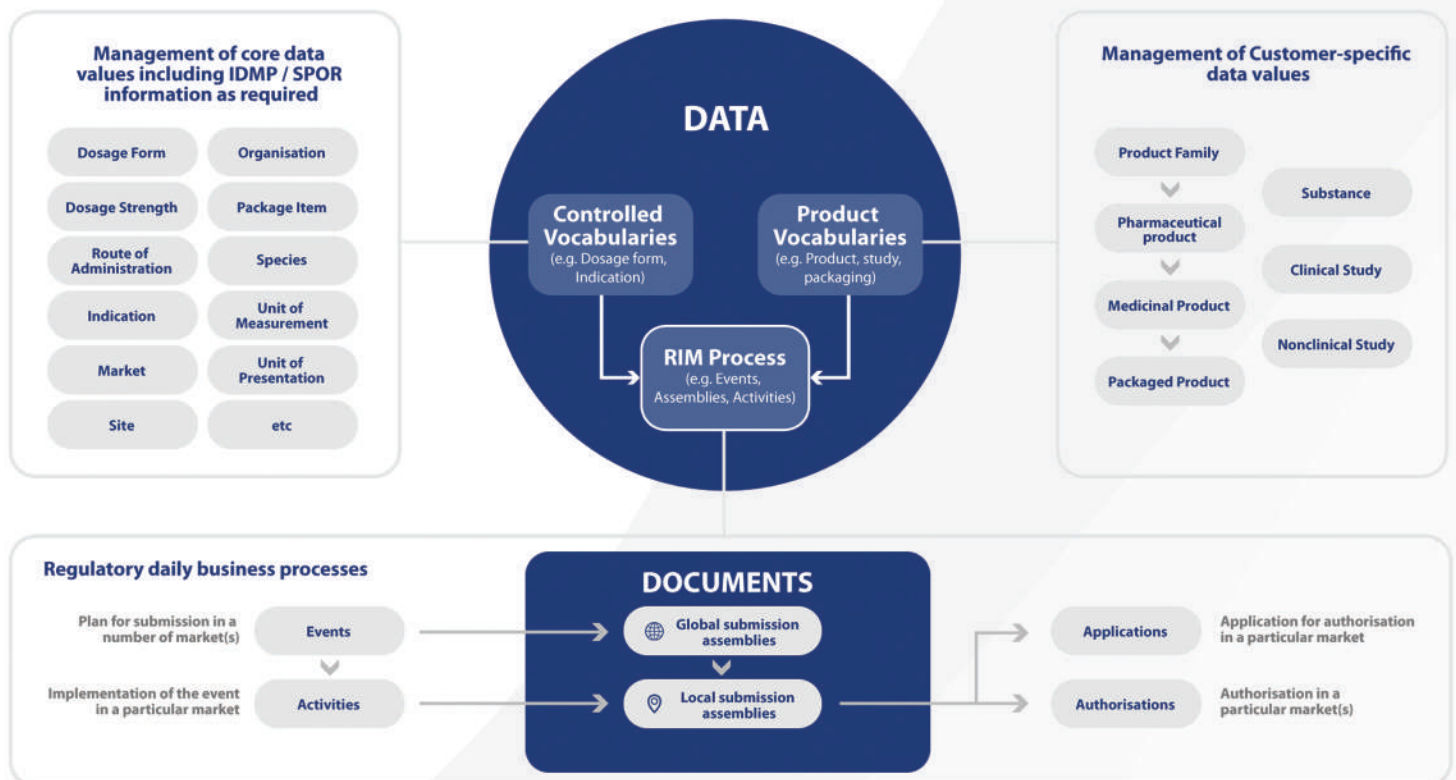 Management of core data
values including IDMP / SPOR
information as required
Dosage Form
Organisation
Dosage Strength
Package Item
Route of
Administration
Species
Indication
Unit of
Measurement
Market
Unit of
Presentation
Site
etc
DATA
Controlled
Vocabularies
(e.g. Dosage form,
Indication)
Product
Vocabularies
(e.g. Product, study,
packaging)
RIM Process
(e.g. Events,
Assemblies, Activities)
Management of Customer-specific
data values
Product Family
Pharmaceutical
product
Medicinal Product
Packaged Product
Substance
Clinical Study
Nonclinical Study
Regulatory daily business processes
Plan for submission in a
number of market(s)
Events
Implementation of the event
in a particular market
Activities
DOCUMENTS
Global submission
assemblies
Local submission
assemblies
Applications
Application for authorisation
in a particular market
Authorisations
Authorisation in a
particular market(s)